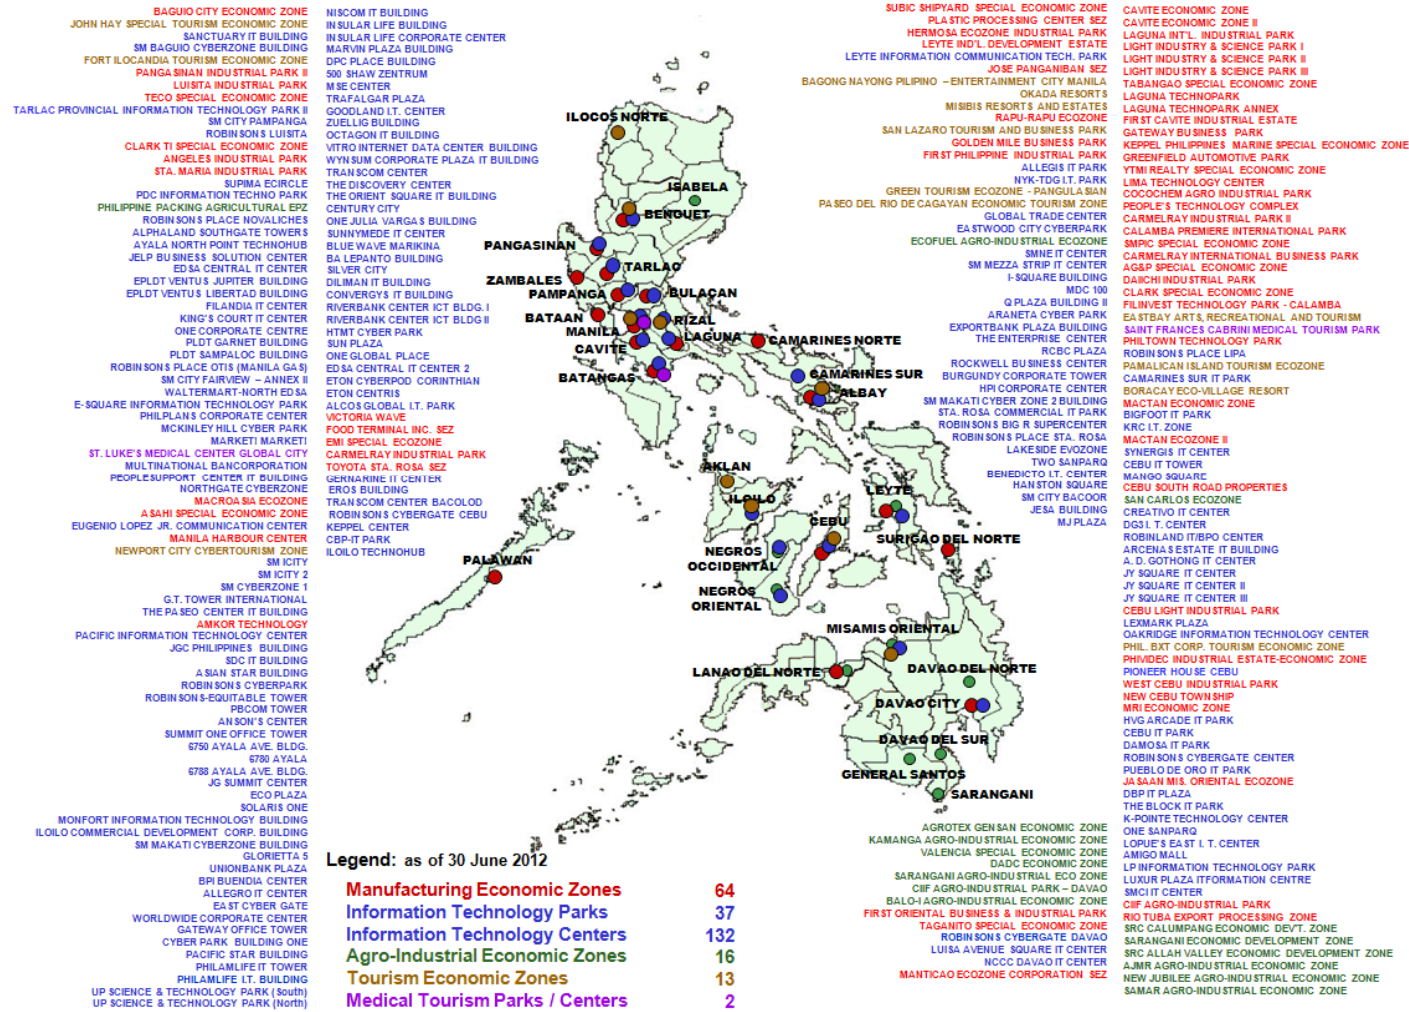 BAGUIO CITY ECONOMIC ZONE
JOHN HAY SPECIAL TOURISM ECONOMIC ZONE
SANCTUARY IT BUILDING
SM BAGUIO CYBERZONE BUILDING
FORT ILOCANDIA TOURISM ECONOMIC ZONE
PANGASINAN INDUSTRIAL PARK II
LUISITA INDUSTRIAL PARK
TECO SPECIAL ECONOMIC ZONE
TARLAC PROVINCIAL INFORMATION TECHNOLOGY PARK II
SM CITY PAMPANGA
ROBINSONS LUISITA
CLARK TI SPECIAL ECONOMIC ZONE
ANGELES INDUSTRIAL PARK
STA. MARIA INDUSTRIAL PARK
SUPIMA ECIRCLE
PDC INFORMATION TECHNO PARK
PHILIPPINE PACKING AGRICULTURAL EPZ
ROBINSONS PLACE NOVALICHES
ALPHALAND SOUTHGATE TOWERS
AYALA NORTH POINT TECHNOHUB
JELP BUSINESS SOLUTION CENTER
EDSA CENTRAL IT CENTER
EPLDT VENTUS JUPITER BUILDING
EPLDT VENTUS LIBERTAD BUILDING
FILANDIA IT CENTER
KING'S COURT IT CENTER
ONE CORPORATE CENTRE
PLDT GARNET BUILDING
PLDT SAMPALOC BUILDING
ROBINSONS PLACE OTIS (MANILA GAS)
SM CITY FAIRVIEW – ANNEX II
WALTERMART-NORTH EDSA
E-SQUARE INFORMATION TECHNOLOGY PARK
PHILPLANS CORPORATE CENTER
MCKINLEY HILL CYBER PARK
MARKET! MARKET!
ST. LUKE'S MEDICAL CENTER GLOBAL CITY
MULTINATIONAL BANCORPORATION
PEOPLESUPPORT CENTER IT BUILDING
NORTHGATE CYBERZONE
MACROASIA ECOZONE
ASAHI SPECIAL ECONOMIC ZONE
EUGENIO LOPEZ JR. COMMUNICATION CENTER
MANILA HARBOUR CENTER
NEWPORT CITY CYBERTOURISM ZONE
SM ICITY
SM ICITY 2
SM CYBERZONE 1
G.T. TOWER INTERNATIONAL
THE PASEO CENTER IT BUILDING
AMKOR TECHNOLOGY
PACIFIC INFORMATION TECHNOLOGY CENTER
JGC PHILIPPINES BUILDING
SDC IT BUILDING
ASIAN STAR BUILDING
ROBINSONS CYBERPARK
ROBINSONS-EQUITABLE TOWER
PBCOM TOWER
ANSON'S CENTER
SUMMIT ONE OFFICE TOWER
6750 AYALA AVE. BLDG.
6780 AYALA
6788 AYALA AVE. BLDG.
JG SUMMIT CENTER
ECO PLAZA
SOLARIS ONE
MONFORT INFORMATION TECHNOLOGY BUILDING
ILOILO COMMERCIAL DEVELOPMENT CORP. BUILDING
SM MAKATI CYBERZONE BUILDING
GLORIETTA 5
UNIONBANK PLAZA
BPI BUENDIA CENTER
ALLEGRO IT CENTER
EAST CYBER GATE
WORLDWIDE CORPORATE CENTER
GATEWAY OFFICE TOWER
CYBER PARK BUILDING ONE
PACIFIC STAR BUILDING
PHILAMLIFE IT TOWER
PHILAMLIFE I.T. BUILDING
UP SCIENCE & TECHNOLOGY PARK (South)
UP SCIENCE & TECHNOLOGY PARK (North)
NISCOM IT BUILDING
INSULAR LIFE BUILDING
INSULAR LIFE CORPORATE CENTER
MARVIN PLAZA BUILDING
DPC PLACE BUILDING
500 SHAW ZENTRUM
MSE CENTER
TRAFALGAR PLAZA
GOODLAND I.T. CENTER
ZUELLIG BUILDING
OCTAGON IT BUILDING
VITRO INTERNET DATA CENTER BUILDING
WYNSUM CORPORATE PLAZA IT BUILDING
TRANSCOM CENTER
THE DISCOVERY CENTER
THE ORIENT SQUARE IT BUILDING
CENTURY CITY
ONE JULIA VARGAS BUILDING
SUNNYMEDE IT CENTER
BLUE WAVE MARIKINA
BA LEPANTO BUILDING
SILVER CITY
DILIMAN IT BUILDING
CONVERGYS IT BUILDING
RIVERBANK CENTER ICT BLDG. I
RIVERBANK CENTER ICT BLDG II
HTMT CYBER PARK
SUN PLAZA
ONE GLOBAL PLACE
EDSA CENTRAL IT CENTER 2
ETON CYBERPOD CORINTHIAN
ETON CENTRIS
ALCOS GLOBAL I.T. PARK
VICTORIA WAVE
FOOD TERMINAL INC. SEZ
EMI SPECIAL ECOZONE
CARMELRAY INDUSTRIAL PARK
TOYOTA STA. ROSA SEZ
GERNARINE IT CENTER
EROS BUILDING
TRANSCOM CENTER BACOLOD
ROBINSONS CYBERGATE CEBU
KEPPEL CENTER
CBP-IT PARK
ILOILO TECHNOHUB
ILOCOS NORTE
ISABELA
BENGUET
PANGASINAN
TARLAC
ZAMBALES
PAMPANGA
BULACAN
BATAAN
RIZAL
MANILA
LAGUNA
CAVITE
CAMARINES NORTE
BATANGAS
CAMARINES SUR
ALBAY
AKLAN
ILOILO
LEYTE
CEBU
SURIGAO DEL NORTE
NEGROS
OCCIDENTAL
PALAWAN
NEGROS
ORIENTAL
MISAMIS ORIENTAL
LANAO DEL NORTE
DAVAO DEL NORTE
DAVAO CITY
DAVAO DEL SUR
GENERAL SANTOS
SARANGANI
Legend: as of 30 June 2012
Manufacturing Economic Zones 64
Information Technology Parks 37
Information Technology Centers 132
Agro-Industrial Economic Zones 16
Tourism Economic Zones 13
Medical Tourism Parks / Centers 2
SUBIC SHIPYARD SPECIAL ECONOMIC ZONE
PLASTIC PROCESSING CENTER SEZ
HERMOSA ECOZONE INDUSTRIAL PARK
LEYTE IND'L. DEVELOPMENT ESTATE
LEYTE INFORMATION COMMUNICATION TECH. PARK
JOSE PANGANIBAN SEZ
BAGONG NAYONG PILIPINO – ENTERTAINMENT CITY MANILA
OKADA RESORTS
MISIBIS RESORTS AND ESTATES
RAPU-RAPU ECOZONE
SAN LAZARO TOURISM AND BUSINESS PARK
GOLDEN MILE BUSINESS PARK
FIRST PHILIPPINE INDUSTRIAL PARK
ALLEGIS IT PARK
NYK-TDG I.T. PARK
GREEN TOURISM ECOZONE - PANGULASIAN
PASEO DEL RIO DE CAGAYAN ECONOMIC TOURISM ZONE
GLOBAL TRADE CENTER
EASTWOOD CITY CYBERPARK
ECOFUEL AGRO-INDUSTRIAL ECOZONE
SMNE IT CENTER
SM MEZZA STRIP IT CENTER
I-SQUARE BUILDING
MDC 100
Q PLAZA BUILDING II
ARANETA CYBER PARK
EXPORTBANK PLAZA BUILDING
THE ENTERPRISE CENTER
RCBC PLAZA
ROCKWELL BUSINESS CENTER
BURGUNDY CORPORATE TOWER
HPI CORPORATE CENTER
SM MAKATI CYBER ZONE 2 BUILDING
STA. ROSA COMMERCIAL IT PARK
ROBINSONS BIG R SUPERCENTER
ROBINSONS PLACE STA. ROSA
LAKESIDE EVOZONE
TWO SANPARQ
BENEDICTO I.T. CENTER
HANSTON SQUARE
SM CITY BACOOR
JESA BUILDING
MJ PLAZA
AGROTEX GENSAN ECONOMIC ZONE
KAMANGA AGRO-INDUSTRIAL ECONOMIC ZONE
VALENCIA SPECIAL ECONOMIC ZONE
DADC ECONOMIC ZONE
SARANGANI AGRO-INDUSTRIAL ECO ZONE
CIIF AGRO-INDUSTRIAL PARK – DAVAO
BALO-I AGRO-INDUSTRIAL ECONOMIC ZONE
FIRST ORIENTAL BUSINESS & INDUSTRIAL PARK
TAGANITO SPECIAL ECONOMIC ZONE
ROBINSONS CYBERGATE DAVAO
LUISA AVENUE SQUARE IT CENTER
NCCC DAVAO IT CENTER
MANTICAO ECOZONE CORPORATION SEZ
CAVITE ECONOMIC ZONE
CAVITE ECONOMIC ZONE II
LAGUNA INT'L. INDUSTRIAL PARK
LIGHT INDUSTRY & SCIENCE PARK I
LIGHT INDUSTRY & SCIENCE PARK II
LIGHT INDUSTRY & SCIENCE PARK III
TABANGAO SPECIAL ECONOMIC ZONE
LAGUNA TECHNOPARK
LAGUNA TECHNOPARK ANNEX
FIRST CAVITE INDUSTRIAL ESTATE
GATEWAY BUSINESS PARK
KEPPEL PHILIPPINES MARINE SPECIAL ECONOMIC ZONE
GREENFIELD AUTOMOTIVE PARK
YTMI REALTY SPECIAL ECONOMIC ZONE
LIMA TECHNOLOGY CENTER
COCOCHEM AGRO INDUSTRIAL PARK
PEOPLE'S TECHNOLOGY COMPLEX
CARMELRAY INDUSTRIAL PARK II
CALAMBA PREMIERE INTERNATIONAL PARK
SMPIC SPECIAL ECONOMIC ZONE
CARMELRAY INTERNATIONAL BUSINESS PARK
AG&P SPECIAL ECONOMIC ZONE
DAIICHI INDUSTRIAL PARK
CLARK SPECIAL ECONOMIC ZONE
FILINVEST TECHNOLOGY PARK - CALAMBA
EASTBAY ARTS, RECREATIONAL AND TOURISM
SAINT FRANCES CABRINI MEDICAL TOURISM PARK
PHILTOWN TECHNOLOGY PARK
ROBINSONS PLACE LIPA
PAMALICAN ISLAND TOURISM ECOZONE
CAMARINES SUR IT PARK
BORACAY ECO-VILLAGE RESORT
MACTAN ECONOMIC ZONE
BIGFOOT IT PARK
KRC I.T. ZONE
MACTAN ECOZONE II
SYNERGIS IT CENTER
CEBU IT TOWER
MANGO SQUARE
CEBU SOUTH ROAD PROPERTIES
SAN CARLOS ECOZONE
CREATIVO IT CENTER
DGS I. T. CENTER
ROBINLAND IT/BPO CENTER
ARCENAS ESTATE IT BUILDING
A. D. GOTHONG IT CENTER
JY SQUARE IT CENTER
JY SQUARE IT CENTER II
JY SQUARE IT CENTER III
CEBU LIGHT INDUSTRIAL PARK
LEXMARK PLAZA
OAKRIDGE INFORMATION TECHNOLOGY CENTER
PHIL. BXT CORP. TOURISM ECONOMIC ZONE
PHIVIDEC INDUSTRIAL ESTATE-ECONOMIC ZONE
PIONEER HOUSE CEBU
WEST CEBU INDUSTRIAL PARK
NEW CEBU TOWNSHIP
MRI ECONOMIC ZONE
HVG ARCADE IT PARK
CEBU IT PARK
DAMOSA IT PARK
ROBINSONS CYBERGATE CENTER
PUEBLO DE ORO IT PARK
JASAAN MIS. ORIENTAL ECOZONE
DBP IT PLAZA
THE BLOCK IT PARK
K-POINTE TECHNOLOGY CENTER
ONE SANPARQ
LOPUE'S EAST I. T. CENTER
AMIGO MALL
LP INFORMATION TECHNOLOGY PARK
LUXUR PLAZA ITFORMATION CENTRE
SMCI IT CENTER
CIIF AGRO-INDUSTRIAL PARK
RIO TUBA EXPORT PROCESSING ZONE
SRC CALUMPANG ECONOMIC DEV'T. ZONE
SARANGANI ECONOMIC DEVELOPMENT ZONE
SRC ALLAH VALLEY ECONOMIC DEVELOPMENT ZONE
AJMR AGRO-INDUSTRIAL ECONOMIC ZONE
NEW JUBILEE AGRO-INDUSTRIAL ECONOMIC ZONE
SAMAR AGRO-INDUSTRIAL ECONOMIC ZONE